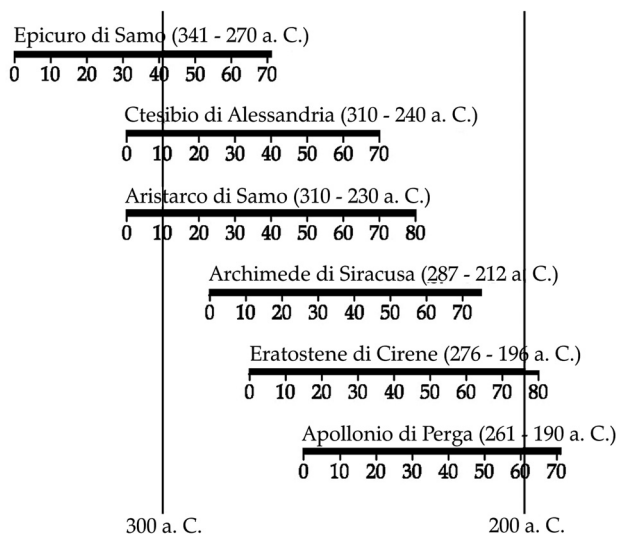 Epicuro di Samo (341 - 270 a. C.)
0 10 20 30 40 50 60 70
Ctesibio di Alessandria (310 - 240 a. C.)
0 10 20 30 40 50 60 70
Aristarco di Samo (310 - 230 a. C.)
0 10 20 30 40 50 60 70 80
Archimede di Siracusa (287 - 212 a. C.)
0 10 20 30 40 50 60 70
Eratostene di Cirene (276 - 196 a. C.)
0 10 20 30 40 50 60 70 80
Apollonio di Perga (261 - 190 a. C.)
0 10 20 30 40 50 60 70
300 a. C. 200 a. C.